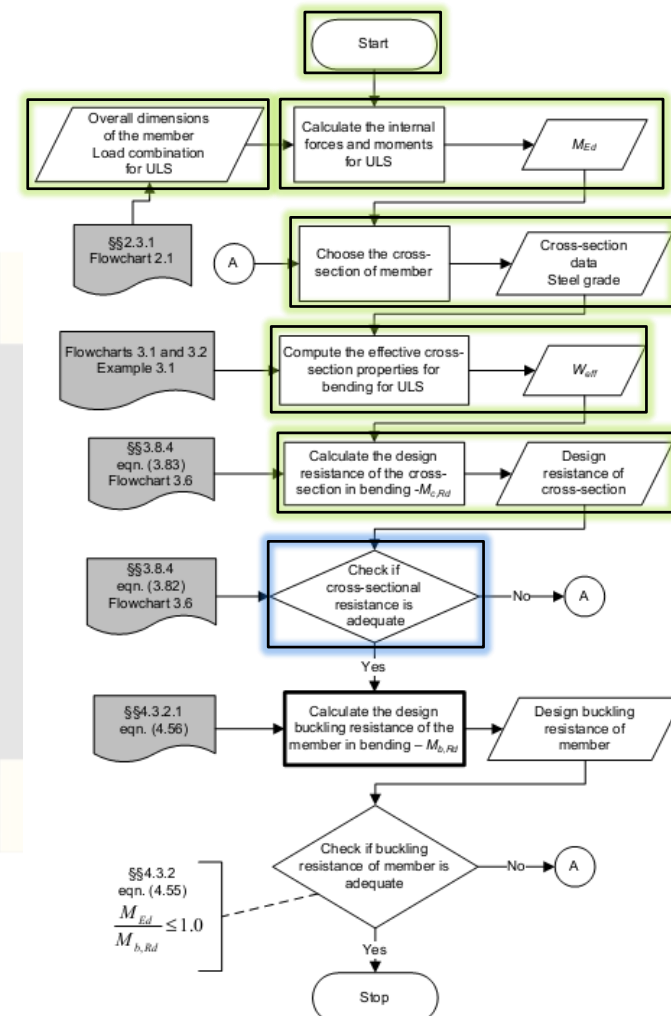 Start
Overall dimensions
of the member
Load combination
for ULS
Calculate the internal
forces and moments
for ULS
M_Ed
§§2.3.1
Flowchart 2.1
A
Choose the cross-
section of member
Cross-section
data
Steel grade
Flowcharts 3.1 and 3.2
Example 3.1
Compute the effective cross-
section properties for
bending for ULS
W_eff
§§3.8.4
eqn. (3.83)
Flowchart 3.6
Calculate the design
resistance of the cross-
section in bending -M_c,Rd
Design
resistance of
cross-section
§§3.8.4
eqn. (3.82)
Flowchart 3.6
Check if
cross-sectional
resistance is
adequate
No
A
Yes
§§4.3.2.1
eqn. (4.56)
Calculate the design
buckling resistance of the
member in bending – M_b,Rd
Design buckling
resistance of
member
§§4.3.2
eqn. (4.55)
M_Ed / M_b,Rd ≤ 1.0
Check if buckling
resistance of member is
adequate
No
A
Yes
Stop